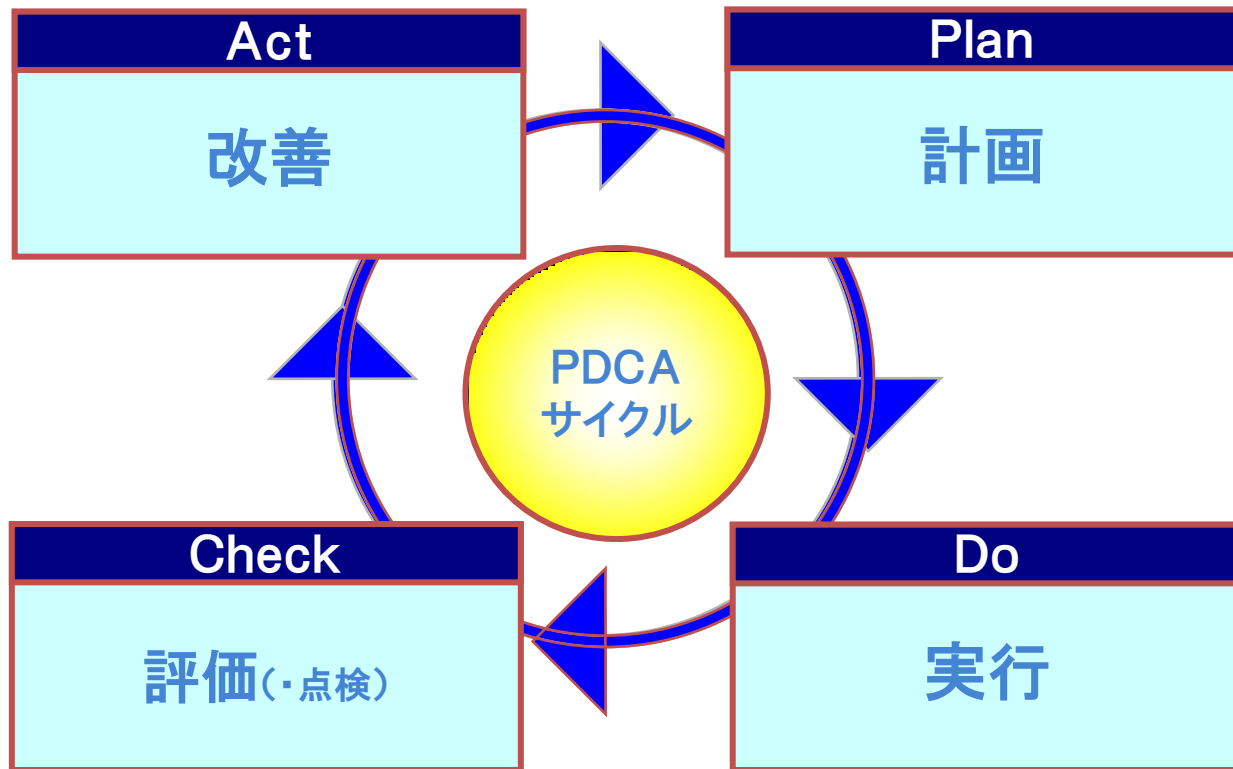 Act
改善
Plan
計画
PDCA
サイクル
Check
評価(・点検)
Do
実行